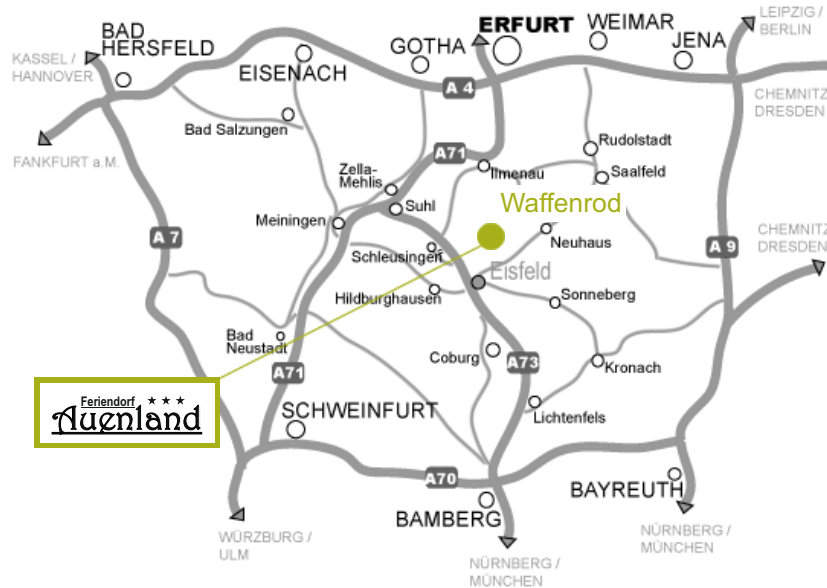 LEIPZIG /
BERLIN
ERFURT
WEIMAR
BAD
HERSFELD
GOTHA
JENA
KASSEL /
HANNOVER
EISENACH
A 4
CHEMNITZ
DRESDEN
Bad Salzungen
Rudolstadt
FANKFURT a.M.
A71
Zella-
Mehlis
Ilmenau
Saalfeld
Suhl
Waffenrod
Meiningen
A 7
CHEMNITZ
DRESDEN
Neuhaus
A 9
Schleusingen
Eisfeld
Hildburghausen
Sonneberg
Bad
Neustadt
Coburg
A73
Kronach
A71
Feriendorf ★ ★ ★
Auenland
SCHWEINFURT
Lichtenfels
A70
BAYREUTH
BAMBERG
WÜRZBURG /
ULM
NÜRNBERG /
MÜNCHEN
NÜRNBERG /
MÜNCHEN